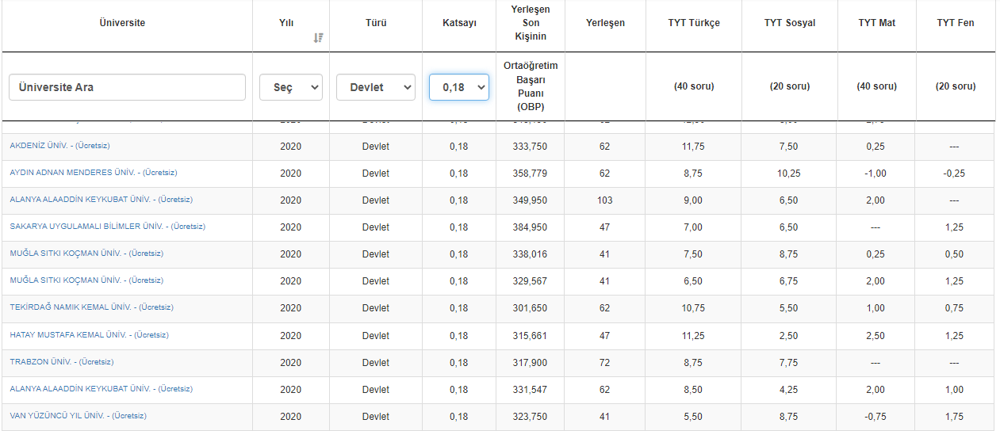 Üniversite Yılı Türü Katsayı Yerleşen Son Kişinin Yerleşen TYT Türkçe TYT Sosyal TYT Mat TYT Fen
Üniversite Ara Seç Devlet 0,18 Ortaöğretim Başarı Puanı (OBP) (40 soru) (20 soru) (40 soru) (20 soru)
AKDENİZ ÜNİV. - (Ücretsiz) 2020 Devlet 0,18 333,750 62 11,75 7,50 0,25 ---
AYDIN ADNAN MENDERES ÜNİV. - (Ücretsiz) 2020 Devlet 0,18 358,779 62 8,75 10,25 -1,00 -0,25
ALANYA ALAADDİN KEYKUBAT ÜNİV. - (Ücretsiz) 2020 Devlet 0,18 349,950 103 9,00 6,50 2,00 ---
SAKARYA UYGULAMALI BİLİMLER ÜNİV. - (Ücretsiz) 2020 Devlet 0,18 384,950 47 7,00 6,50 --- 1,25
MUĞLA SITKI KOÇMAN ÜNİV. - (Ücretsiz) 2020 Devlet 0,18 338,016 41 7,50 8,75 0,25 0,50
MUĞLA SITKI KOÇMAN ÜNİV. - (Ücretsiz) 2020 Devlet 0,18 329,567 41 6,50 6,75 2,00 1,25
TEKİRDAĞ NAMIK KEMAL ÜNİV. - (Ücretsiz) 2020 Devlet 0,18 301,650 62 10,75 5,50 1,00 0,75
HATAY MUSTAFA KEMAL ÜNİV. - (Ücretsiz) 2020 Devlet 0,18 315,661 47 11,25 2,50 2,50 1,25
TRABZON ÜNİV. - (Ücretsiz) 2020 Devlet 0,18 317,900 72 8,75 7,75 --- ---
ALANYA ALAADDİN KEYKUBAT ÜNİV. - (Ücretsiz) 2020 Devlet 0,18 331,547 62 8,50 4,25 2,00 1,00
VAN YÜZÜNCÜ YIL ÜNİV. - (Ücretsiz) 2020 Devlet 0,18 323,750 41 5,50 8,75 -0,75 1,75